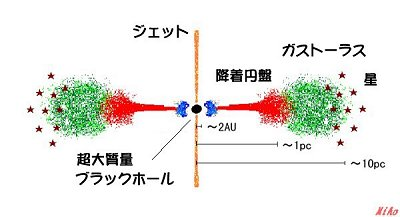 ジェット
ガストーラス
降着円盤
星
～2AU
～1pc
～10pc
超大質量
ブラックホール
Miho